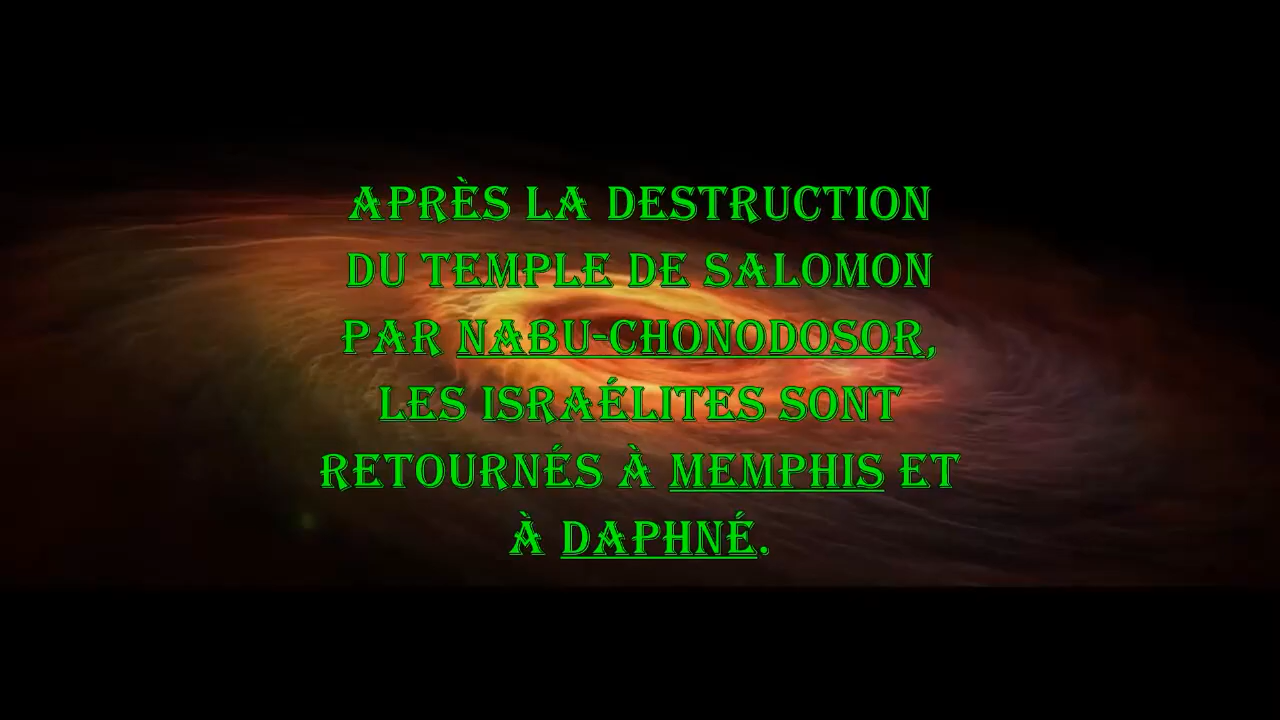 APRÈS LA DESTRUCTION
DU TEMPLE DE SALOMON
PAR NABU-CHONODOSOR,
LES ISRAÉLITES SONT
RETOURNÉS À MEMPHIS ET
À DAPHNÉ.